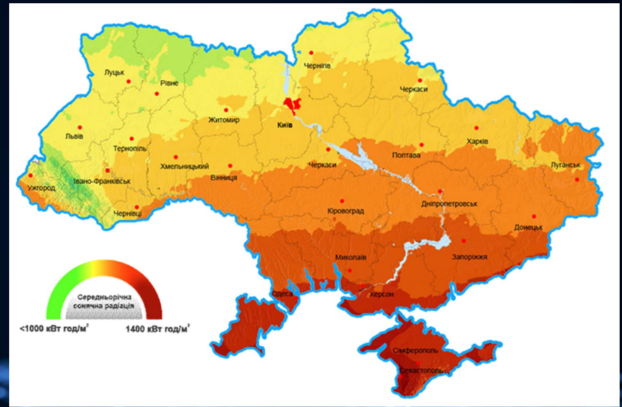 Чернігів
Луцьк
Рівне
Черкаси
Житомир
Київ
Львів
Тернопіль
Хмельницький
Черкаси
Полтава
Харків
Луганськ
Ужгород
Івано-Франківськ
Вінниця
Чернівці
Кіровоград
Дніпропетровськ
Донецьк
Миколаїв
Запоріжжя
Одеса
Херсон
Середньорічна
сонячна радіація
<1000 кВт год/м²
1400 кВт год/м²
Сімферополь
Севастополь